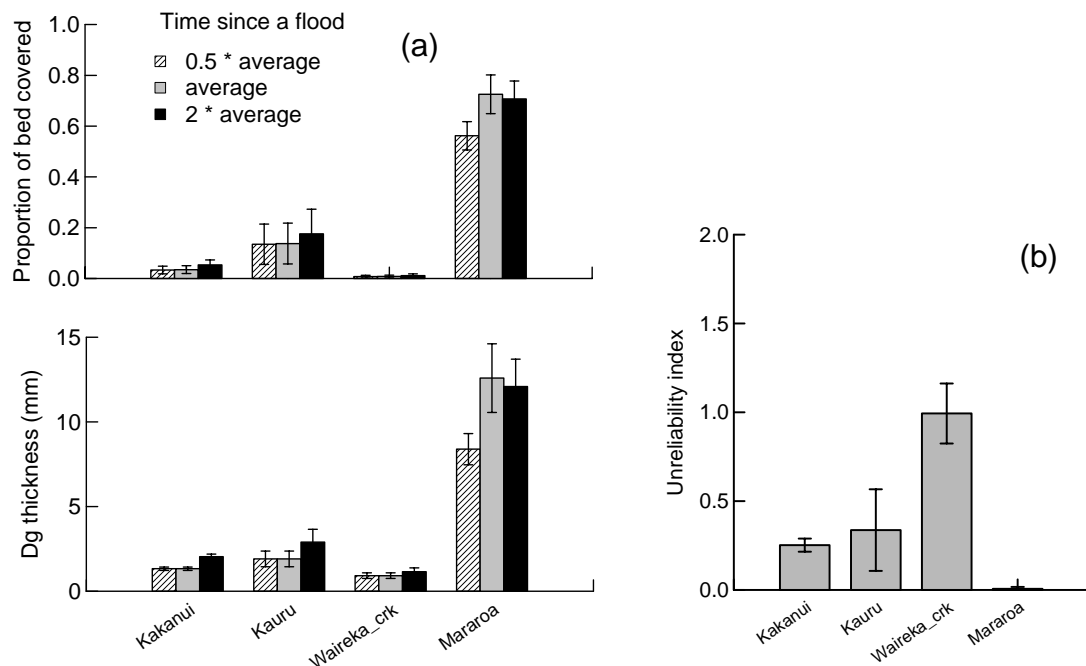 Time since a flood
0.5 * average
average
2 * average
(a)
Proportion of bed covered
1.0
0.8
0.6
0.4
0.2
0.0
Dg thickness (mm)
15
10
5
0
Kakanui
Kauru
Waireka_crk
Mararoa
(b)
Unreliability index
2.0
1.5
1.0
0.5
0.0
Kakanui
Kauru
Waireka_crk
Mararoa